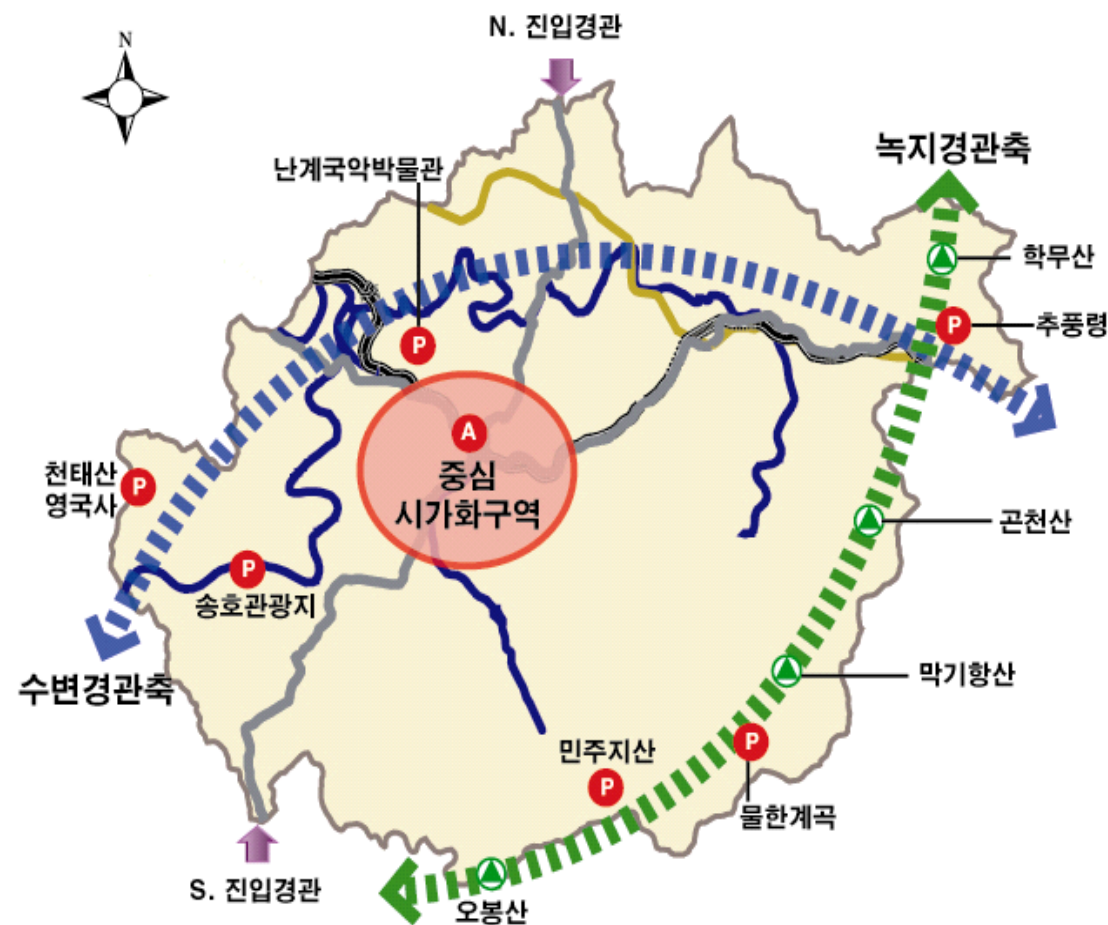 N. 진입경관
N
녹지경관축
난계국악박물관
학무산
P
추풍령
P
A
중심
시가화구역
천태산
영국사
P
곤천산
P
송호관광지
막기항산
수변경관축
민주지산
P
P
물한계곡
S. 진입경관
오봉산